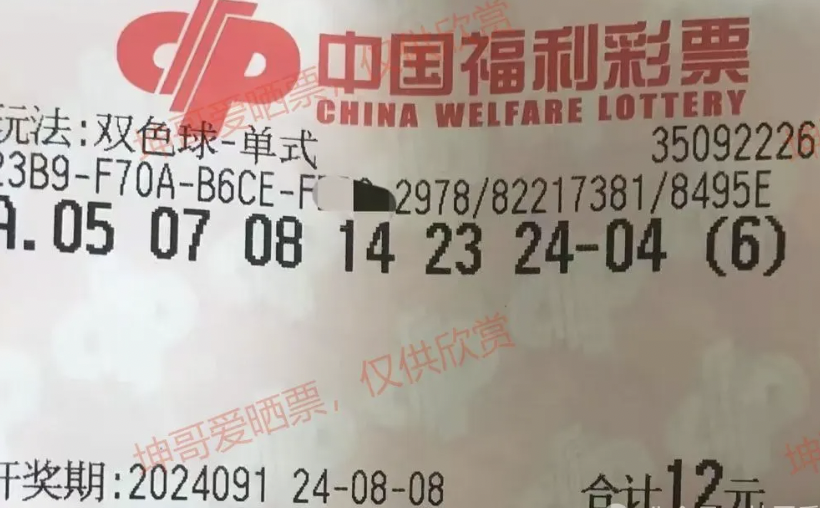 中国福利彩票
CHINA WELFARE LOTTERY
玩法:双色球-单式 35092226
23B9-F70A-B6CE-F 2978/82217381/8495E
A.05 07 08 14 23 24-04 (6)
坤哥爱晒票，仅供欣赏
坤哥爱晒票，仅供欣赏
开奖期:2024091 24-08-08 合计12元